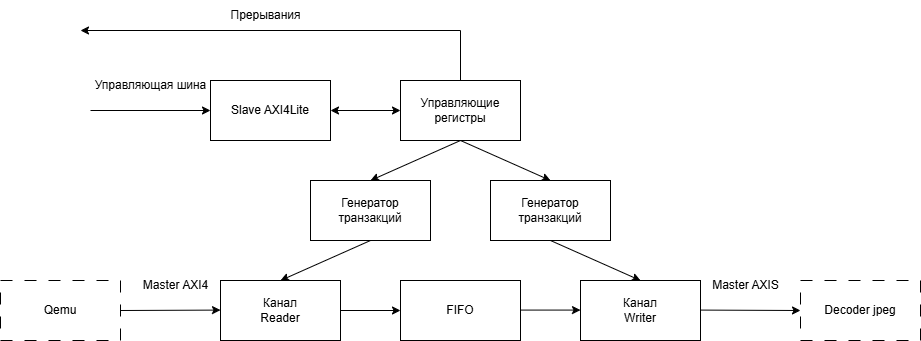 Прерывания
Управляющая шина
Slave AXI4Lite
Управляющие
регистры
Генератор
транзакций
Генератор
транзакций
Qemu
Master AXI4
Канал
Reader
FIFO
Канал
Writer
Master AXIS
Decoder jpeg